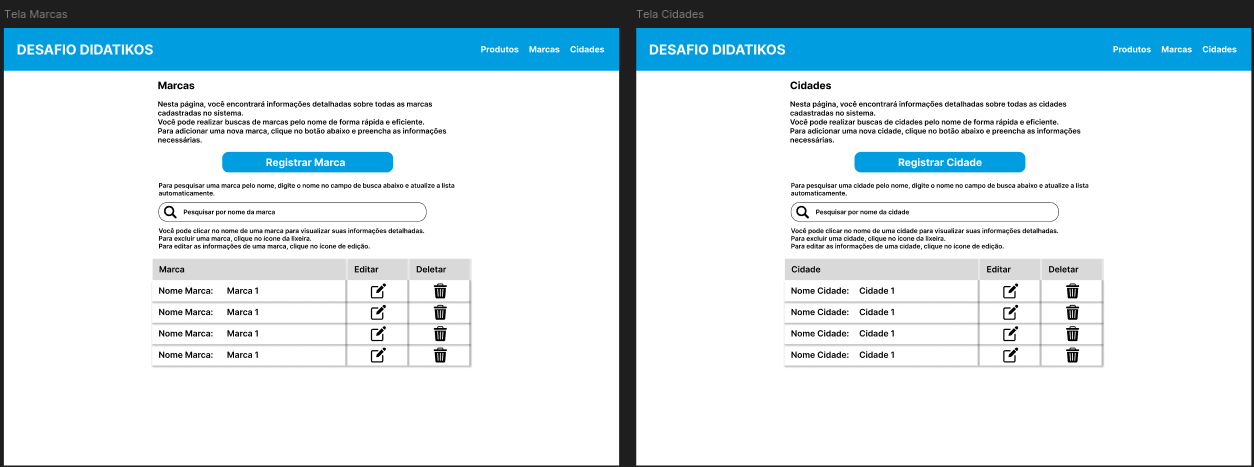 Tela Marcas
DESAFIO DIDATIKOS
Produtos Marcas Cidades
Marcas
Nesta página, você encontrará informações detalhadas sobre todas as marcas
cadastradas no sistema.
Você pode realizar buscas de marcas pelo nome de forma rápida e eficiente.
Para adicionar uma nova marca, clique no botão abaixo e preencha as informações
necessárias.
Registrar Marca
Para pesquisar uma marca pelo nome, digite o nome no campo de busca abaixo e atualize a lista
automaticamente.
Pesquisar por nome da marca
Você pode clicar no nome de uma marca para visualizar suas informações detalhadas.
Para excluir uma marca, clique no ícone da lixeira.
Para editar as informações de uma marca, clique no ícone de edição.
Marca Editar Deletar
Nome Marca: Marca 1
Nome Marca: Marca 1
Nome Marca: Marca 1
Nome Marca: Marca 1
Tela Cidades
DESAFIO DIDATIKOS
Produtos Marcas Cidades
Cidades
Nesta página, você encontrará informações detalhadas sobre todas as cidades
cadastradas no sistema.
Você pode realizar buscas de cidades pelo nome de forma rápida e eficiente.
Para adicionar uma nova cidade, clique no botão abaixo e preencha as informações
necessárias.
Registrar Cidade
Para pesquisar uma cidade pelo nome, digite o nome no campo de busca abaixo e atualize a lista
automaticamente.
Pesquisar por nome da cidade
Você pode clicar no nome de uma cidade para visualizar suas informações detalhadas.
Para excluir uma cidade, clique no ícone da lixeira.
Para editar as informações de uma cidade, clique no ícone de edição.
Cidade Editar Deletar
Nome Cidade: Cidade 1
Nome Cidade: Cidade 1
Nome Cidade: Cidade 1
Nome Cidade: Cidade 1